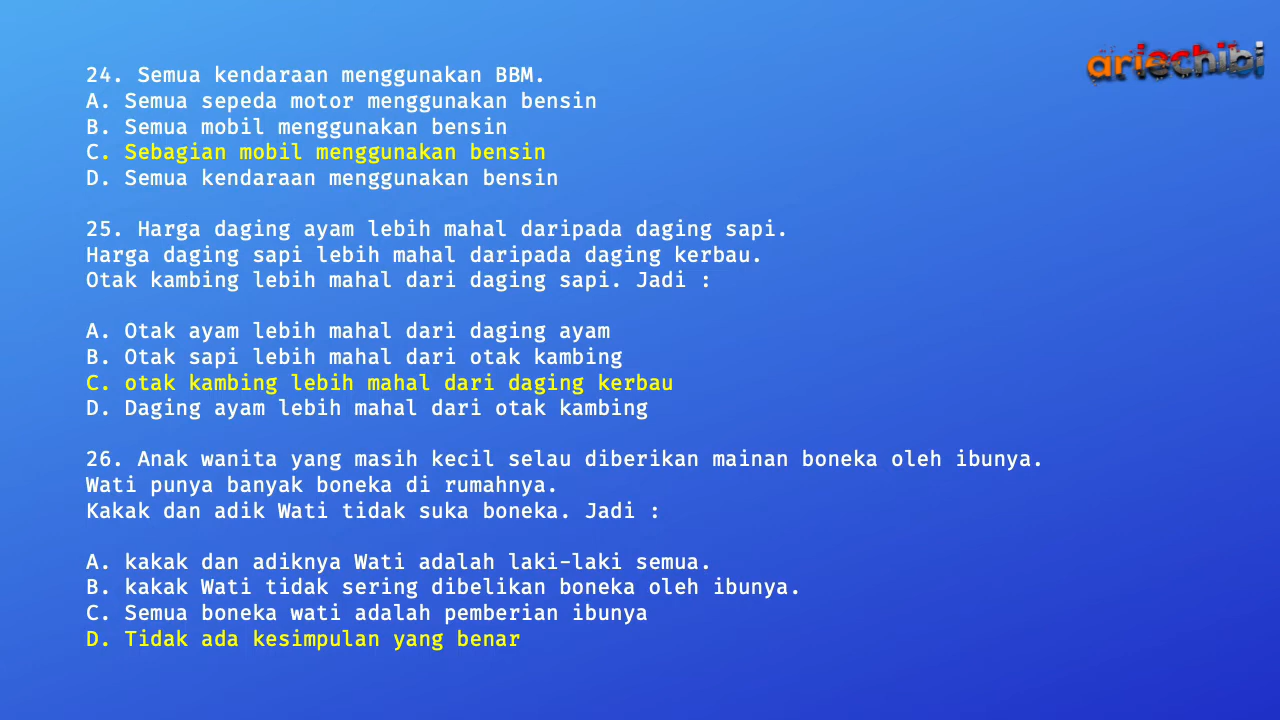 ariechibi
24. Semua kendaraan menggunakan BBM.
A. Semua sepeda motor menggunakan bensin
B. Semua mobil menggunakan bensin
C. Sebagian mobil menggunakan bensin
D. Semua kendaraan menggunakan bensin
25. Harga daging ayam lebih mahal daripada daging sapi.
Harga daging sapi lebih mahal daripada daging kerbau.
Otak kambing lebih mahal dari daging sapi. Jadi :
A. Otak ayam lebih mahal dari daging ayam
B. Otak sapi lebih mahal dari otak kambing
C. otak kambing lebih mahal dari daging kerbau
D. Daging ayam lebih mahal dari otak kambing
26. Anak wanita yang masih kecil selau diberikan mainan boneka oleh ibunya.
Wati punya banyak boneka di rumahnya.
Kakak dan adik Wati tidak suka boneka. Jadi :
A. kakak dan adiknya Wati adalah laki-laki semua.
B. kakak Wati tidak sering dibelikan boneka oleh ibunya.
C. Semua boneka wati adalah pemberian ibunya
D. Tidak ada kesimpulan yang benar